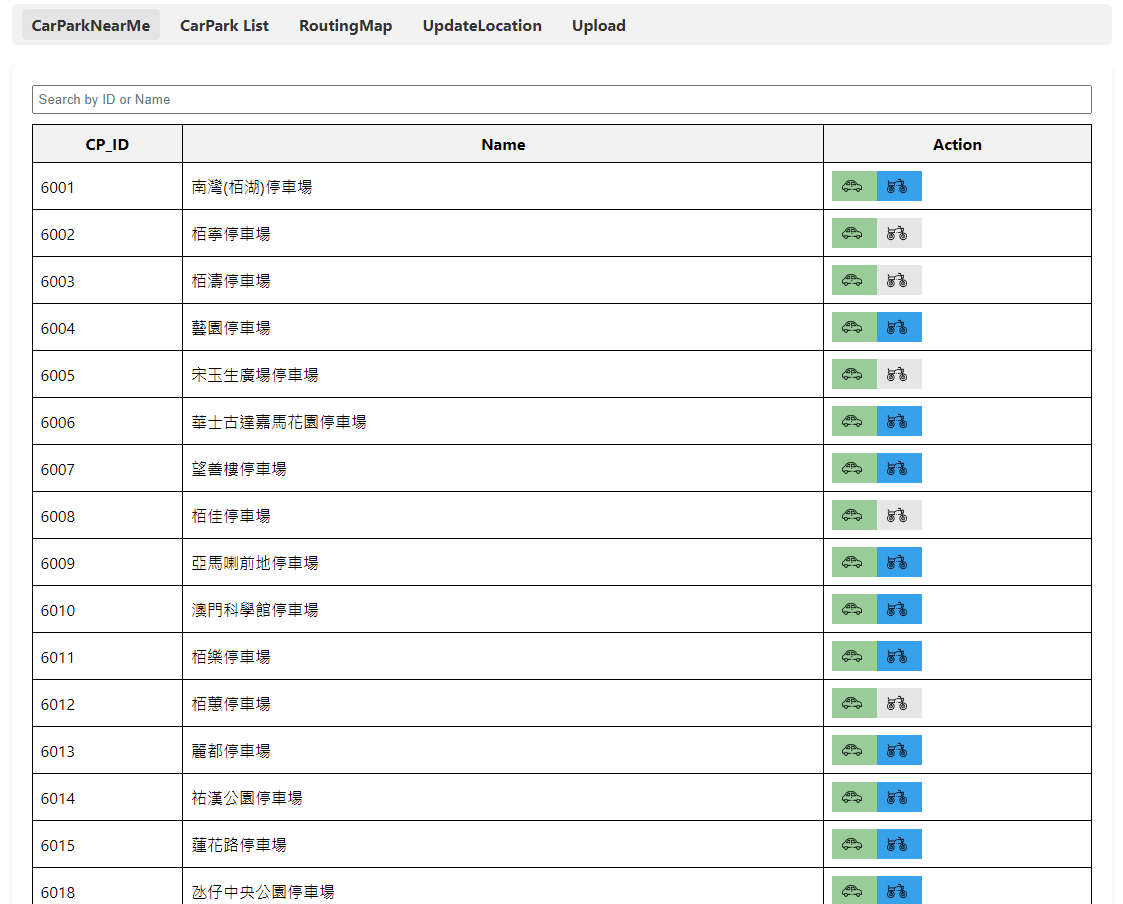 CarParkNearMe CarPark List RoutingMap UpdateLocation Upload
Search by ID or Name
CP_ID Name Action
6001 南灣(栢湖)停車場
6002 栢寧停車場
6003 栢濤停車場
6004 藝園停車場
6005 宋玉生廣場停車場
6006 華士古達嘉馬花園停車場
6007 望善樓停車場
6008 栢佳停車場
6009 亞馬喇前地停車場
6010 澳門科學館停車場
6011 栢樂停車場
6012 栢蕙停車場
6013 麗都停車場
6014 祐漢公園停車場
6015 蓮花路停車場
6018 氹仔中央公園停車場